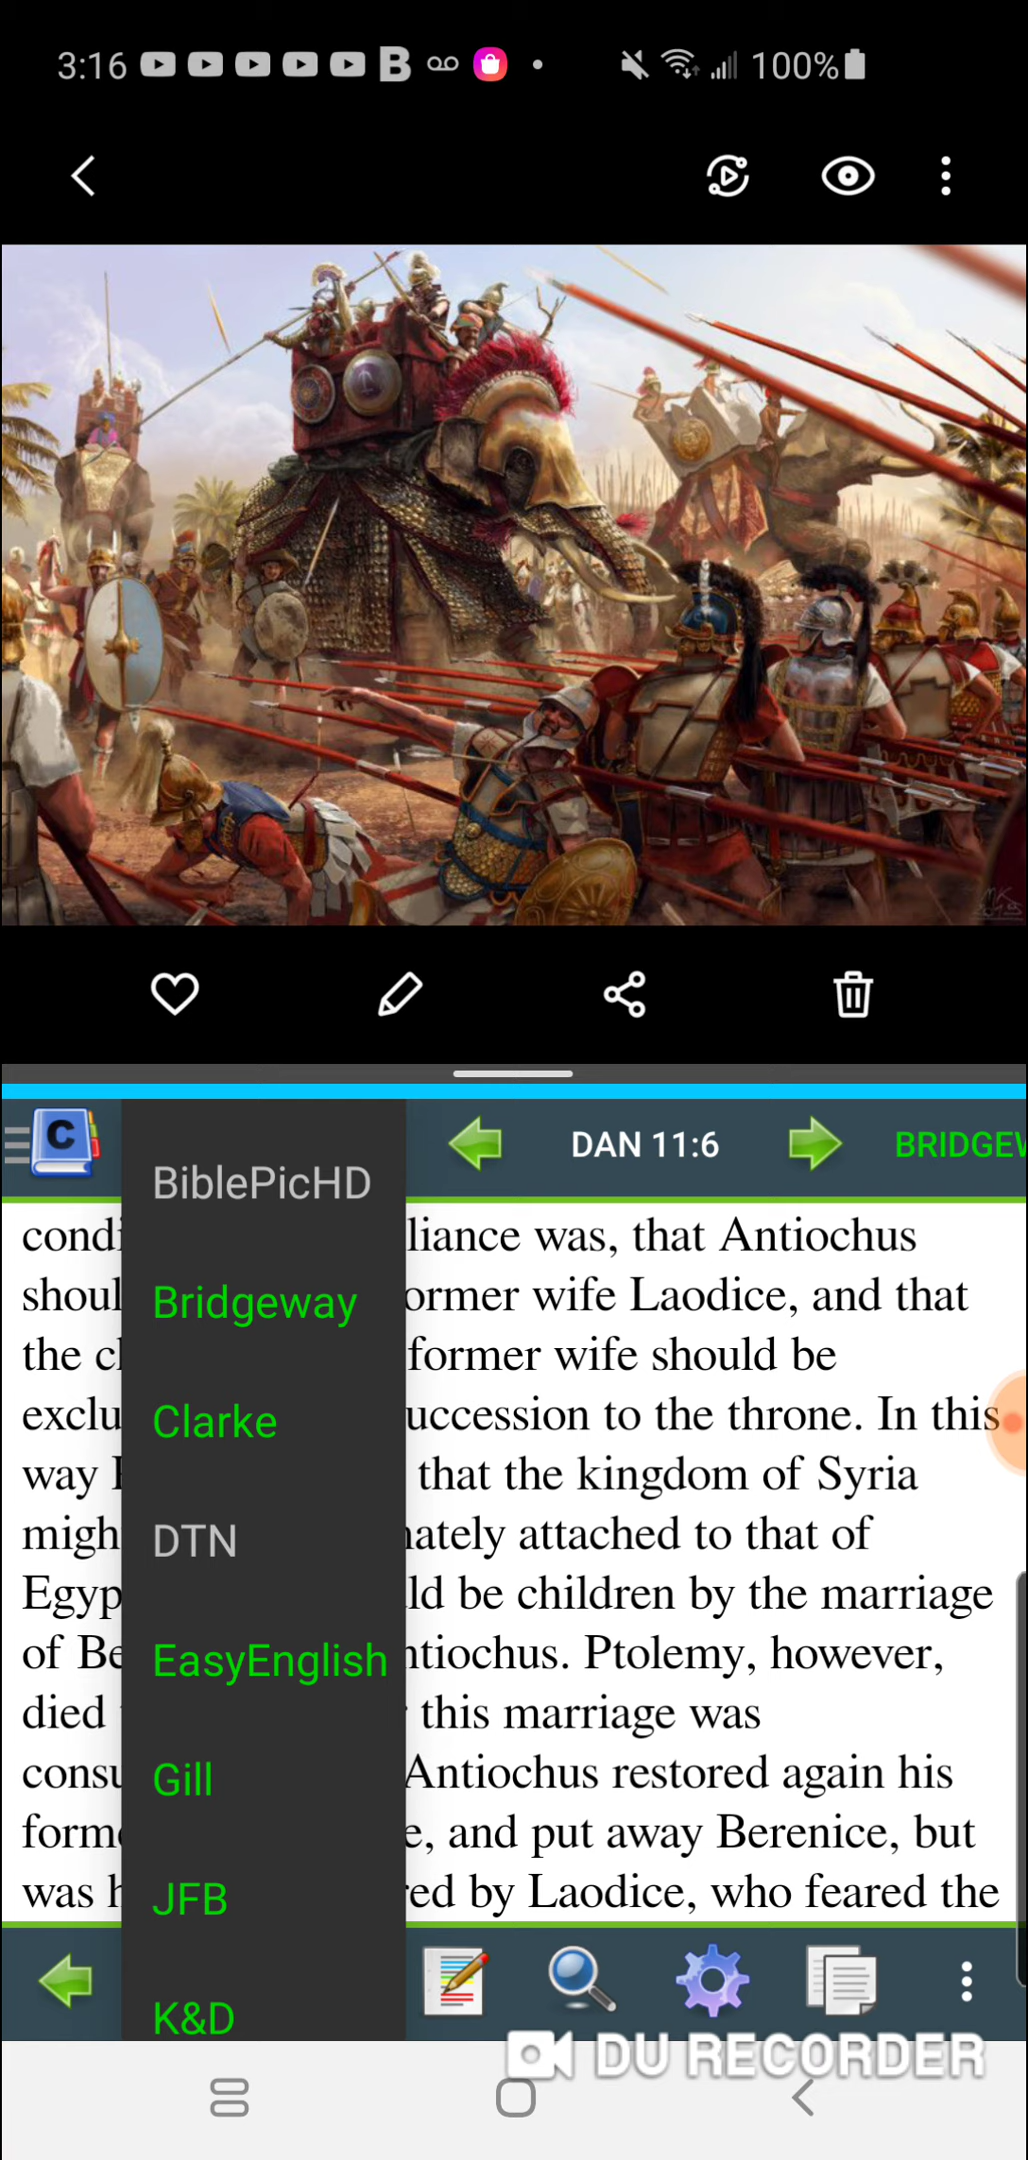 3:16 B 100%
C DAN 11:6 BRIDGEW
BiblePicHD
Bridgeway
Clarke
DTN
EasyEnglish
Gill
JFB
K&D
condi liance was, that Antiochus
shoul ormer wife Laodice, and that
the cl former wife should be
exclu uccession to the throne. In this
way that the kingdom of Syria
migh ately attached to that of
Egyp ld be children by the marriage
of Be ntiochus. Ptolemy, however,
died this marriage was
consu Antiochus restored again his
forme e, and put away Berenice, but
was h red by Laodice, who feared the
DU RECORDER